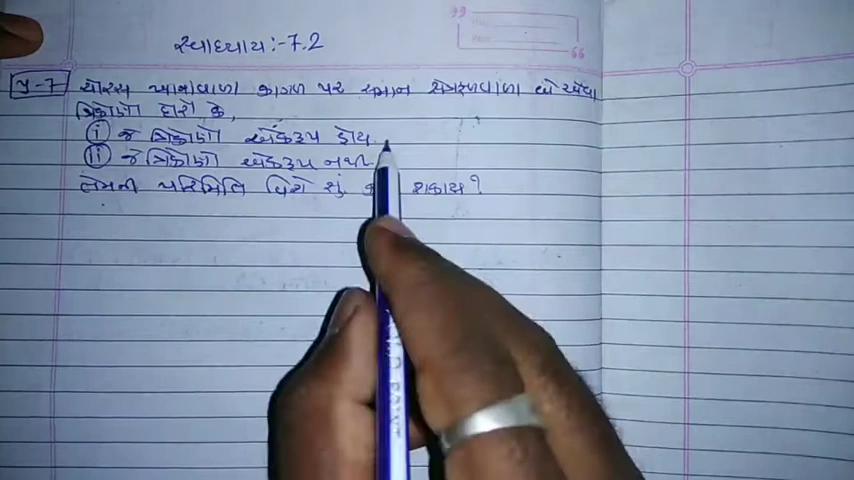 સ્વાધ્યાય :- 7.2
પ્ર-7 ચોરસ ખાનાવાળા કાગળ પર સમાન ક્ષેત્રફળવાળા બે એવા
ત્રિકોણો દોરો કે,
(i) જે ત્રિકોણો એકરૂપ હોય.
(ii) જે ત્રિકોણો એકરૂપ નથી
તેમની પરિમિતિ વિશે શું શકાય?